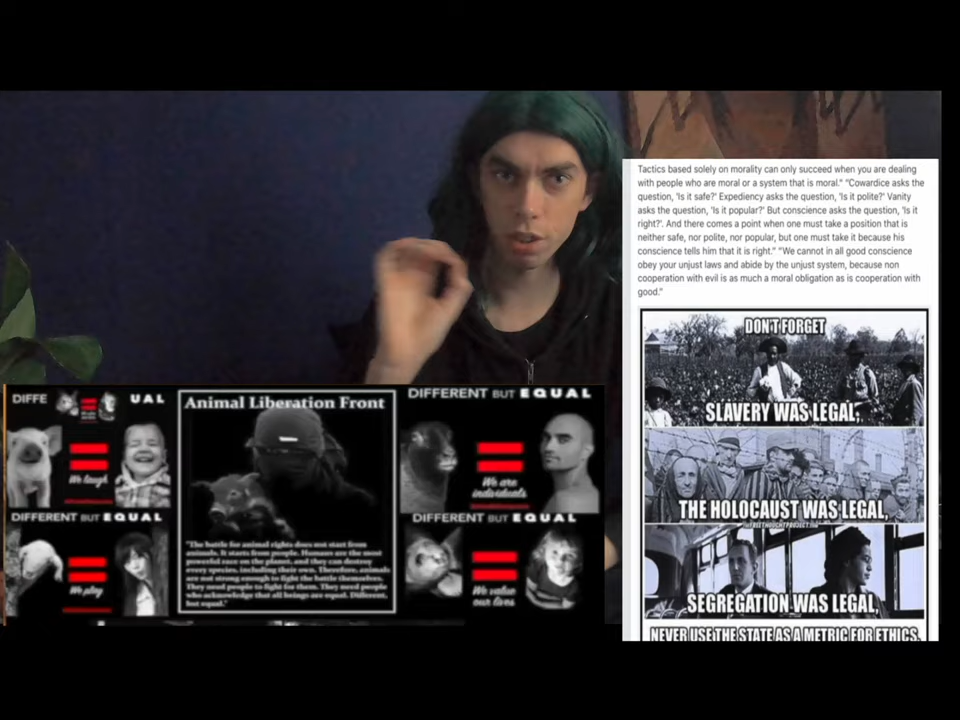 Tactics based solely on morality can only succeed when you are dealing
with people who are moral or a system that is moral." "Cowardice asks the
question, 'Is it safe?' Expediency asks the question, 'Is it polite?' Vanity
asks the question, 'Is it popular?' But conscience asks the question, 'Is it
right?'. And there comes a point when one must take a position that is
neither safe, nor polite, nor popular, but one must take it because his
conscience tells him that it is right." "We cannot in all good conscience
obey your unjust laws and abide by the unjust system, because non
cooperation with evil is as much a moral obligation as is cooperation with
good."
DON'T FORGET
SLAVERY WAS LEGAL,
THE HOLOCAUST WAS LEGAL,
THEFREETHOUGHTPROJECT.COM
SEGREGATION WAS LEGAL,
NEVER USE THE STATE AS A METRIC FOR ETHICS.
DIFFE UAL
We laugh
DIFFERENT BUT EQUAL
We play
Animal Liberation Front
"The battle for animal rights does not start from
animals. It starts from people. Humans are the most
powerful race on the planet, and they can destroy
every species, including their own. Therefore, animals
are not strong enough to fight the battle themselves.
They need people to fight for them. They need people
who acknowledge that all beings are equal. Different,
but equal."
DIFFERENT BUT EQUAL
We are
individuals
DIFFERENT BUT EQUAL
We value
our lives